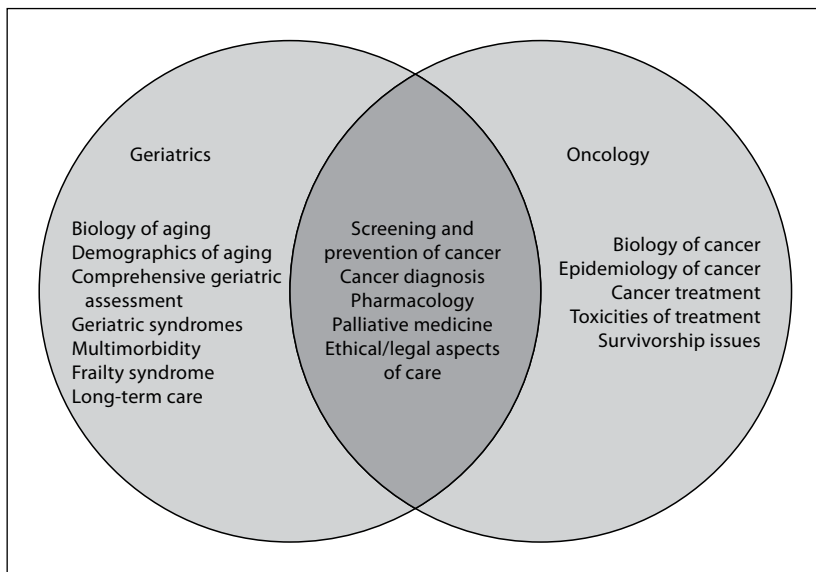 Geriatrics
Biology of aging
Demographics of aging
Comprehensive geriatric
assessment
Geriatric syndromes
Multimorbidity
Frailty syndrome
Long-term care
Screening and
prevention of cancer
Cancer diagnosis
Pharmacology
Palliative medicine
Ethical/legal aspects
of care
Oncology
Biology of cancer
Epidemiology of cancer
Cancer treatment
Toxicities of treatment
Survivorship issues